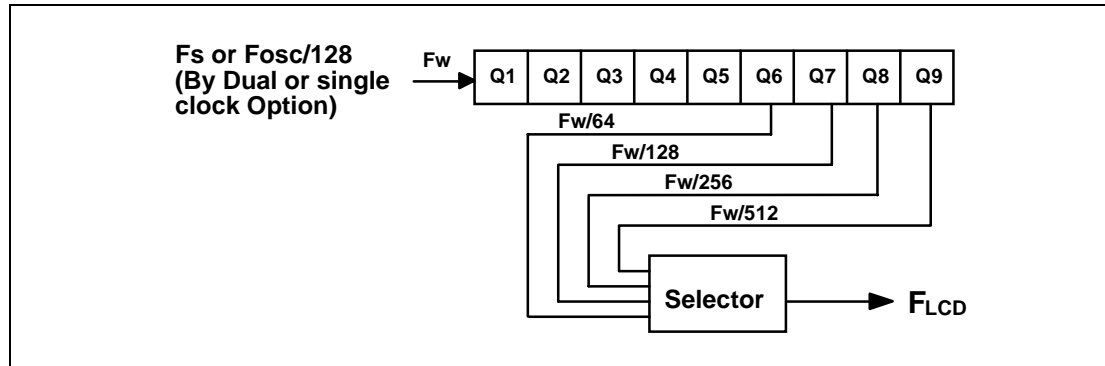 Fs or Fosc/128
(By Dual or single
clock Option)
Fw
Q1 Q2 Q3 Q4 Q5 Q6 Q7 Q8 Q9
Fw/64
Fw/128
Fw/256
Fw/512
Selector
FLCD